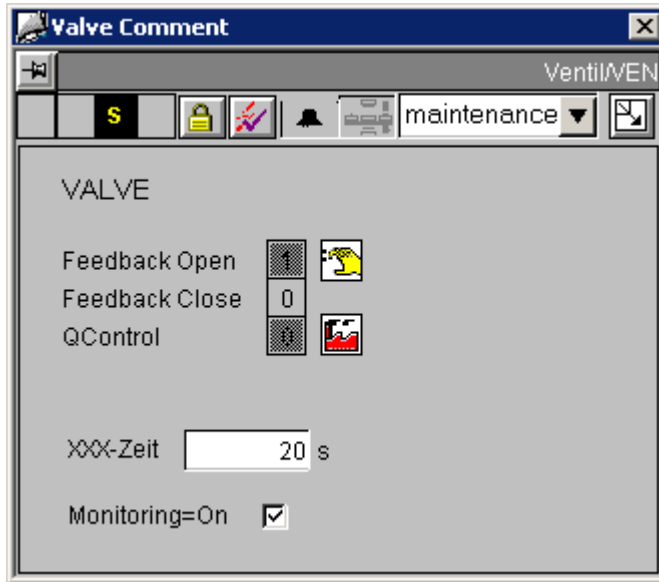 Valve Comment
Ventil/VEN
S
maintenance
VALVE
Feedback Open 1
Feedback Close 0
QControl 0
XXX-Zeit 20 s
Monitoring=On